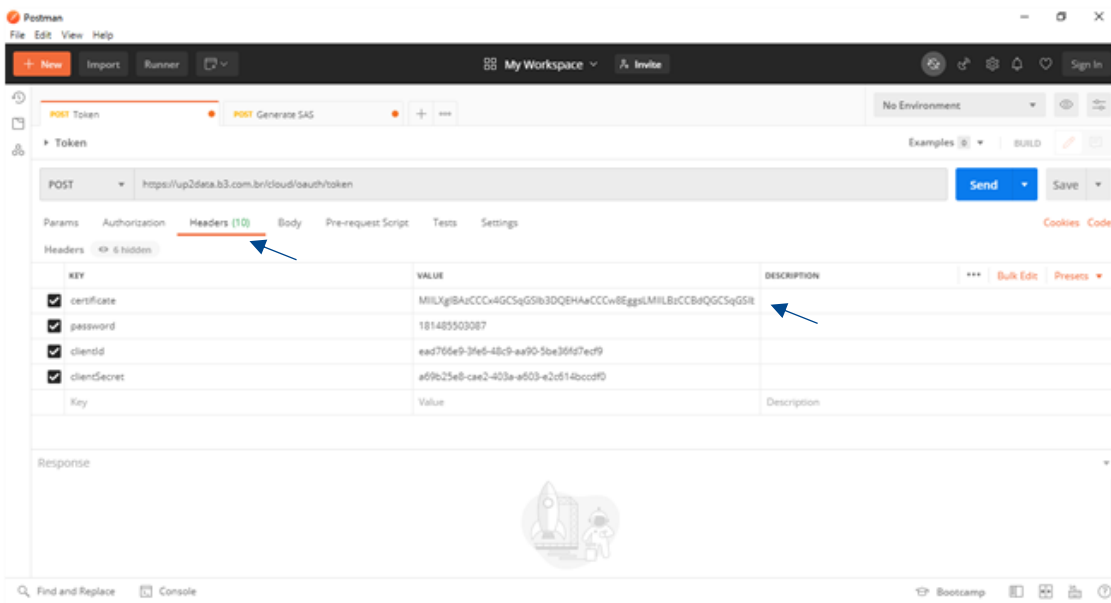 Postman
File Edit View Help
+ New Import Runner My Workspace Invite Sign In
POST Token POST Generate SAS + ••• No Environment
Token Examples 0 BUILD
POST https://up2data.b3.com.br/cloud/oauth/token Send Save
Params Authorization Headers (10) Body Pre-request Script Tests Settings Cookies Code
Headers 6 hidden
KEY VALUE DESCRIPTION ••• Bulk Edit Presets
certificate
password 181485503087
clientId ead766e9-3fe6-48c9-aa90-5be36fd7ecf9
clientSecret a69b25e8-cae2-403a-a603-e2c614bccdf0
Key Value Description
Response
Find and Replace Console Bootcamp